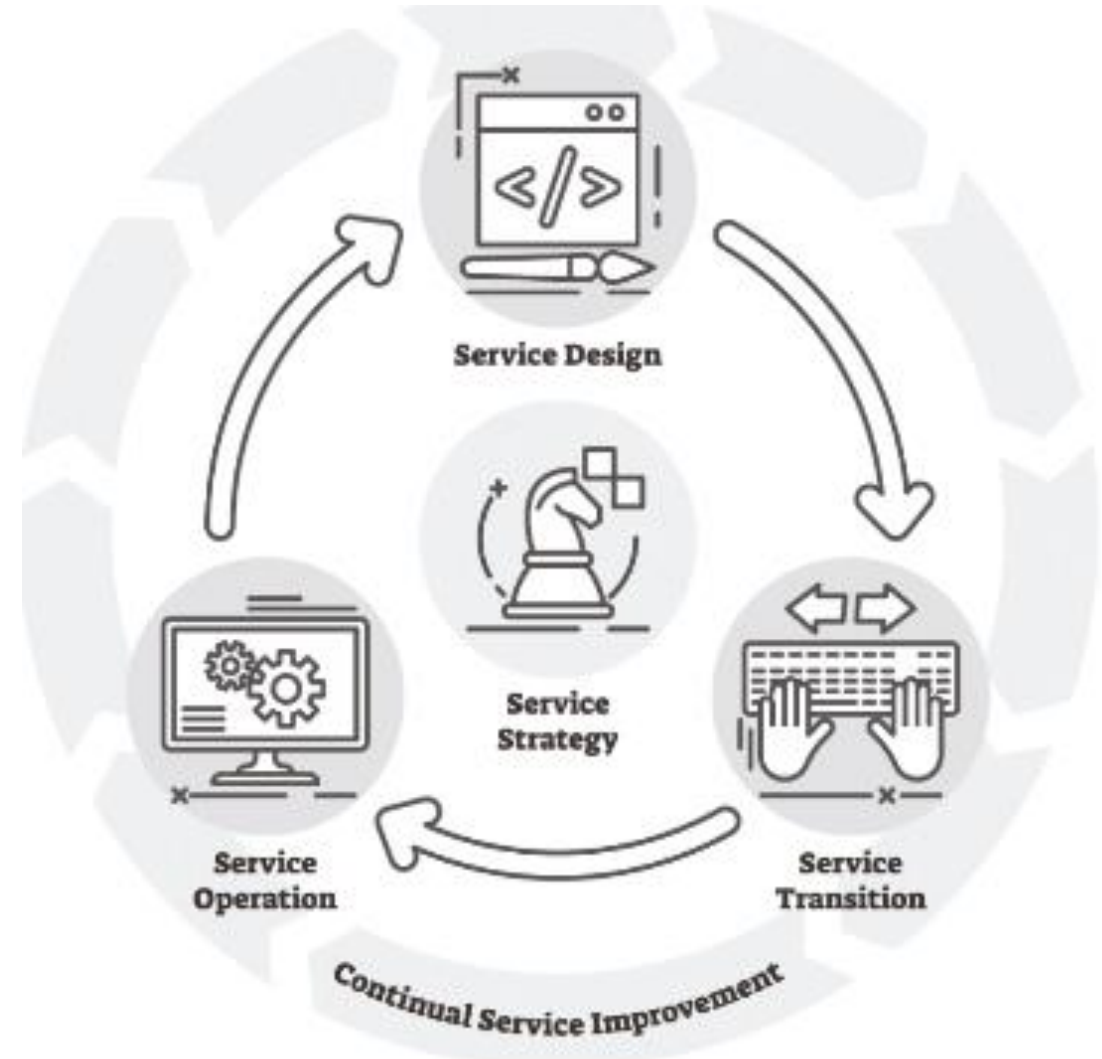 Service Design
Service
Strategy
Service
Operation
Service
Transition
Continual Service Improvement